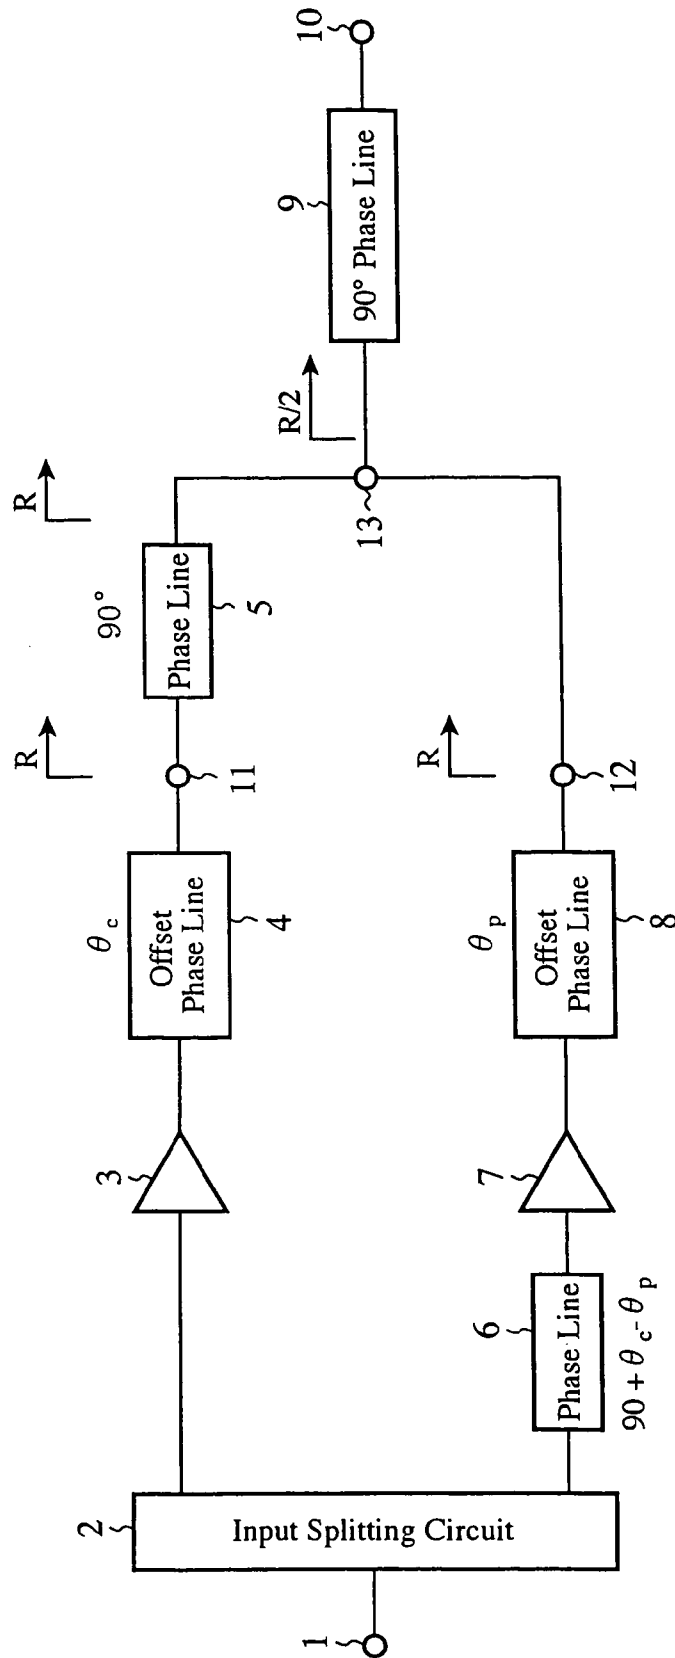 1
2
Input Splitting Circuit
3
θc
Offset
Phase Line
4
R
11
90°
Phase Line
5
R
6
Phase Line
90 + θc - θp
7
θp
Offset
Phase Line
8
R
12
13
R/2
9
90° Phase Line
10